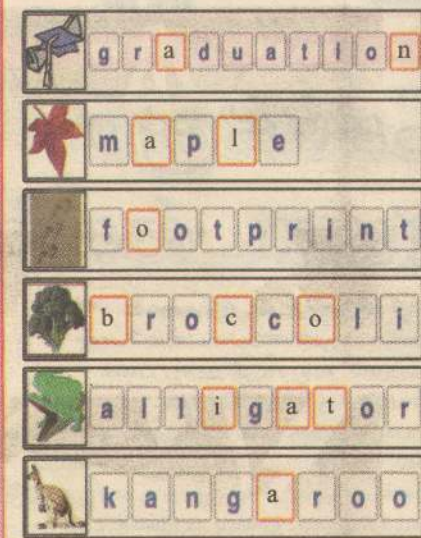 graduation
maple
footprint
broccoli
alligator
kangaroo